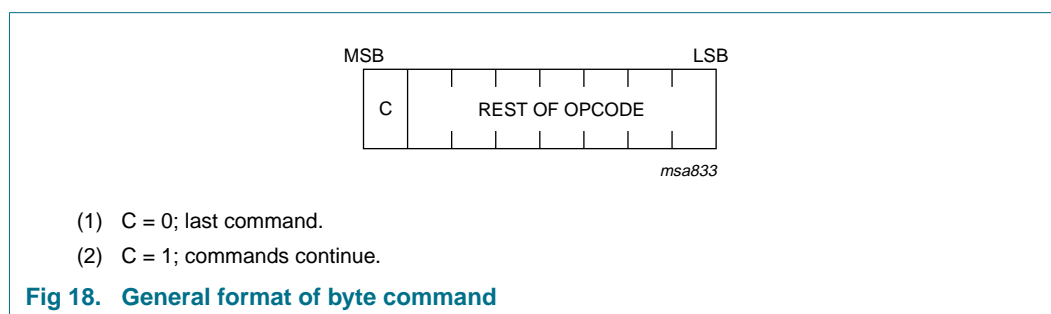 MSB LSB
C REST OF OPCODE
msa833
(1) C = 0; last command.
(2) C = 1; commands continue.
Fig 18. General format of byte command